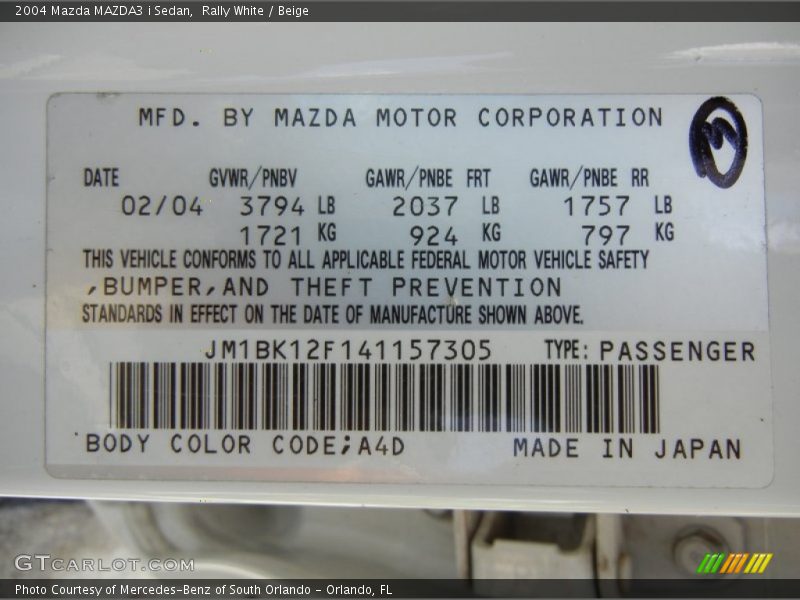 2004 Mazda MAZDA3 i Sedan,  Rally White / Beige
MFD. BY MAZDA MOTOR CORPORATION
M
DATE GVWR/PNBV GAWR/PNBE FRT GAWR/PNBE RR
02/04 3794 LB 2037 LB 1757 LB
1721 KG 924 KG 797 KG
THIS VEHICLE CONFORMS TO ALL APPLICABLE FEDERAL MOTOR VEHICLE SAFETY
,BUMPER,AND THEFT PREVENTION
STANDARDS IN EFFECT ON THE DATE OF MANUFACTURE SHOWN ABOVE.
JM1BK12F141157305 TYPE: PASSENGER
BODY COLOR CODE;A4D MADE IN JAPAN
GTCARLOT.COM
Photo Courtesy of Mercedes-Benz of South Orlando - Orlando, FL